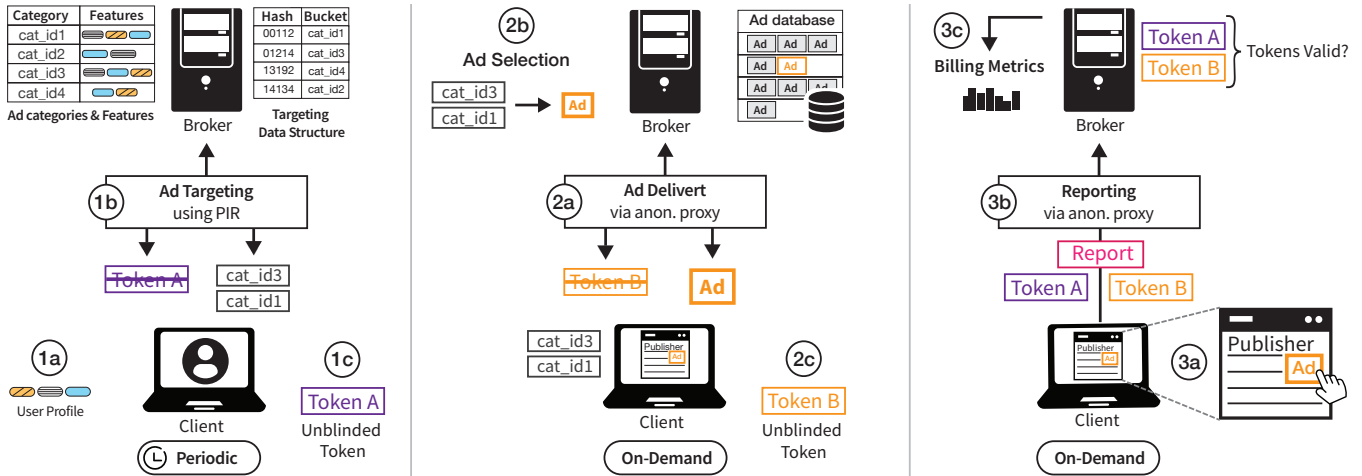 Category Features
cat_id1
cat_id2
cat_id3
cat_id4
Ad categories & Features
Broker
Hash Bucket
00112 cat_id1
01214 cat_id3
13192 cat_id4
14134 cat_id2
Targeting
Data Structure
1b
Ad Targeting
using PIR
Token A
cat_id3
cat_id1
1a
User Profile
Client
1c
Token A
Unblinded
Token
Periodic
2b
Ad Selection
cat_id3
cat_id1
Ad
Broker
Ad database
Ad Ad Ad
Ad Ad
Ad Ad Ad
Ad
2a
Ad Delivert
via anon. proxy
Token B
Ad
cat_id3
cat_id1
Publisher
Ad
Client
2c
Token B
Unblinded
Token
On-Demand
3c
Billing Metrics
Broker
Token A
Token B
Tokens Valid?
3b
Reporting
via anon. proxy
Report
Token A Token B
Publisher
Ad
Client
3a
Publisher
Ad
On-Demand